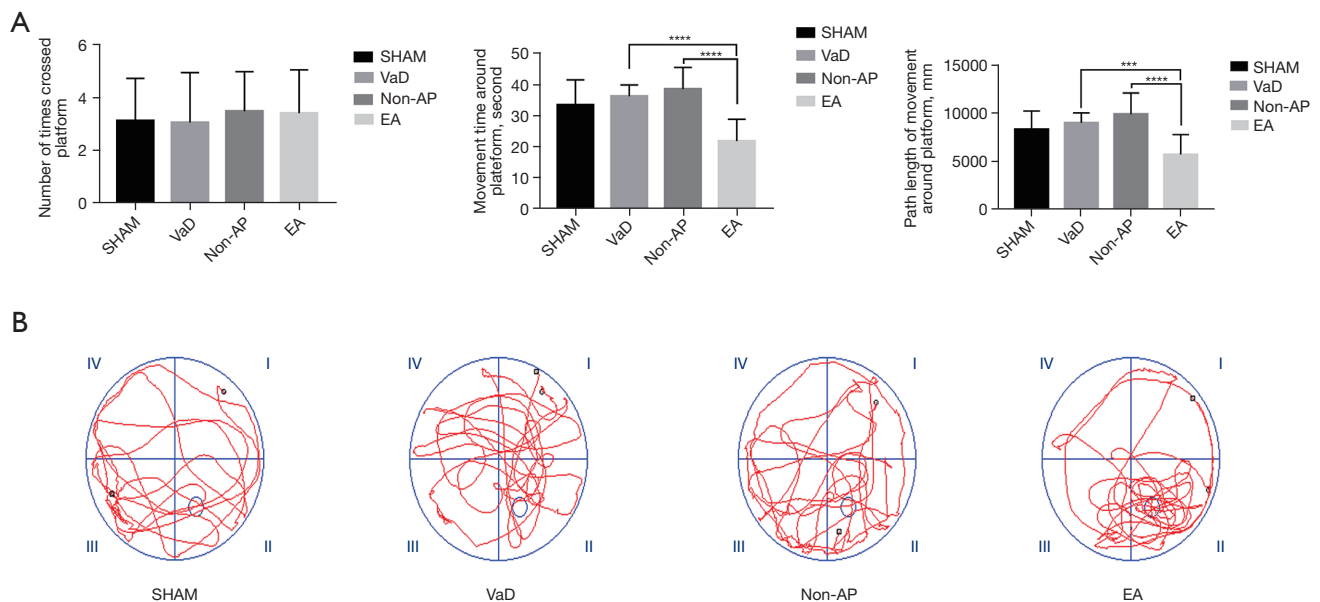 A
Number of times crossed
platform
6
4
2
0
SHAM
VaD
Non-AP
EA
SHAM
VaD
Non-AP
EA
Movement time around
plateform, second
50
40
30
20
10
0
****
****
SHAM
VaD
Non-AP
EA
SHAM
VaD
Non-AP
EA
Path length of movement
around platform, mm
15000
10000
5000
0
***
****
SHAM
VaD
Non-AP
EA
SHAM
VaD
Non-AP
EA
B
IV I
III II
SHAM
IV I
III II
VaD
IV I
III II
Non-AP
IV I
III II
EA